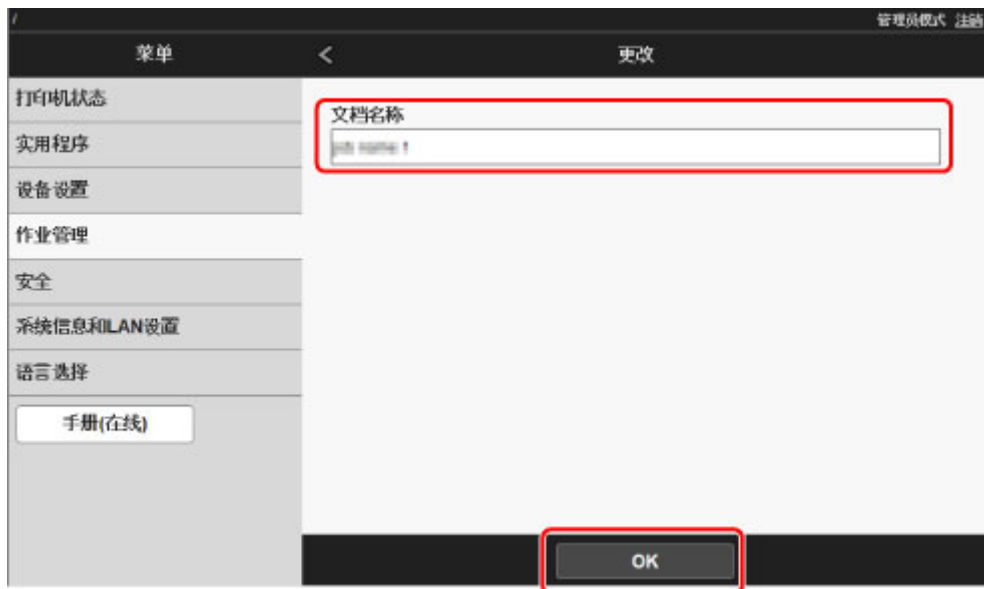 /
管理员模式 注销
菜单
< 更改
打印机状态
实用程序
设备设置
作业管理
安全
系统信息和LAN设置
语言选择
手册(在线)
文档名称
OK